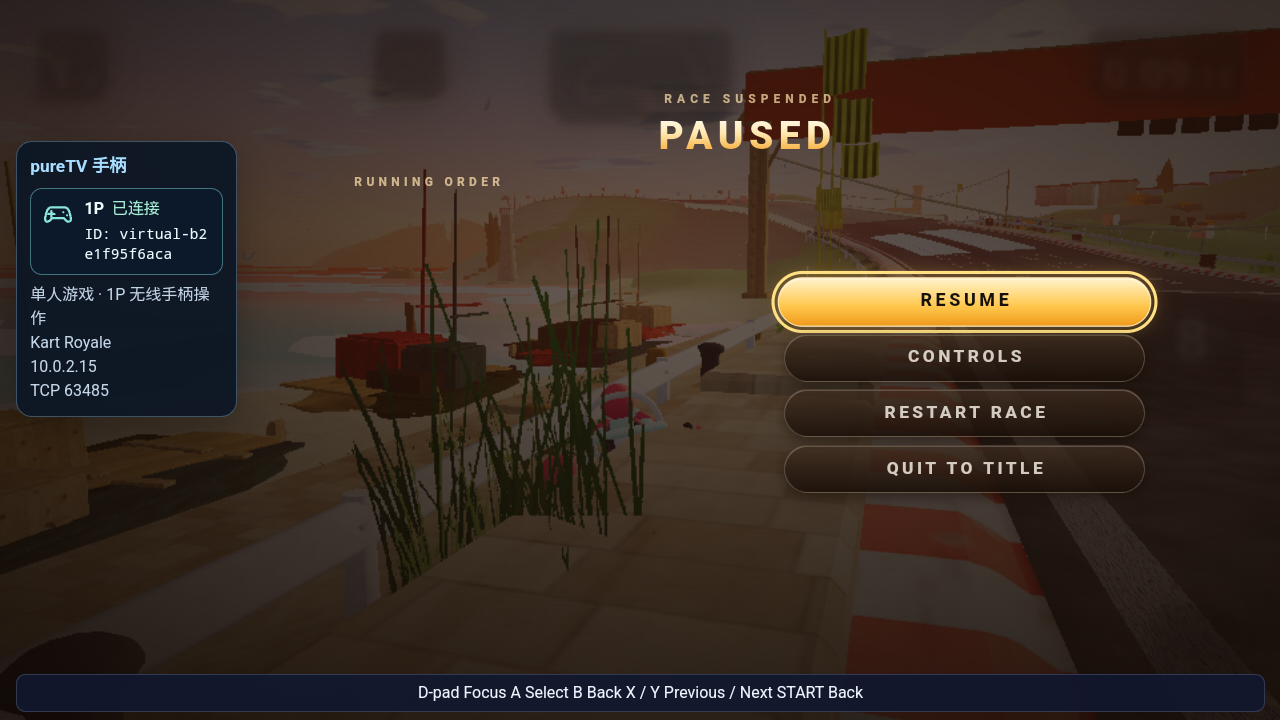 RACE SUSPENDED
PAUSED
pureTV 手柄
1P 已连接
ID: virtual-b2
e1f95f6aca
单人游戏 · 1P 无线手柄操
作
Kart Royale
10.0.2.15
TCP 63485
RUNNING ORDER
RESUME
CONTROLS
RESTART RACE
QUIT TO TITLE
D-pad Focus A Select B Back X / Y Previous / Next START Back